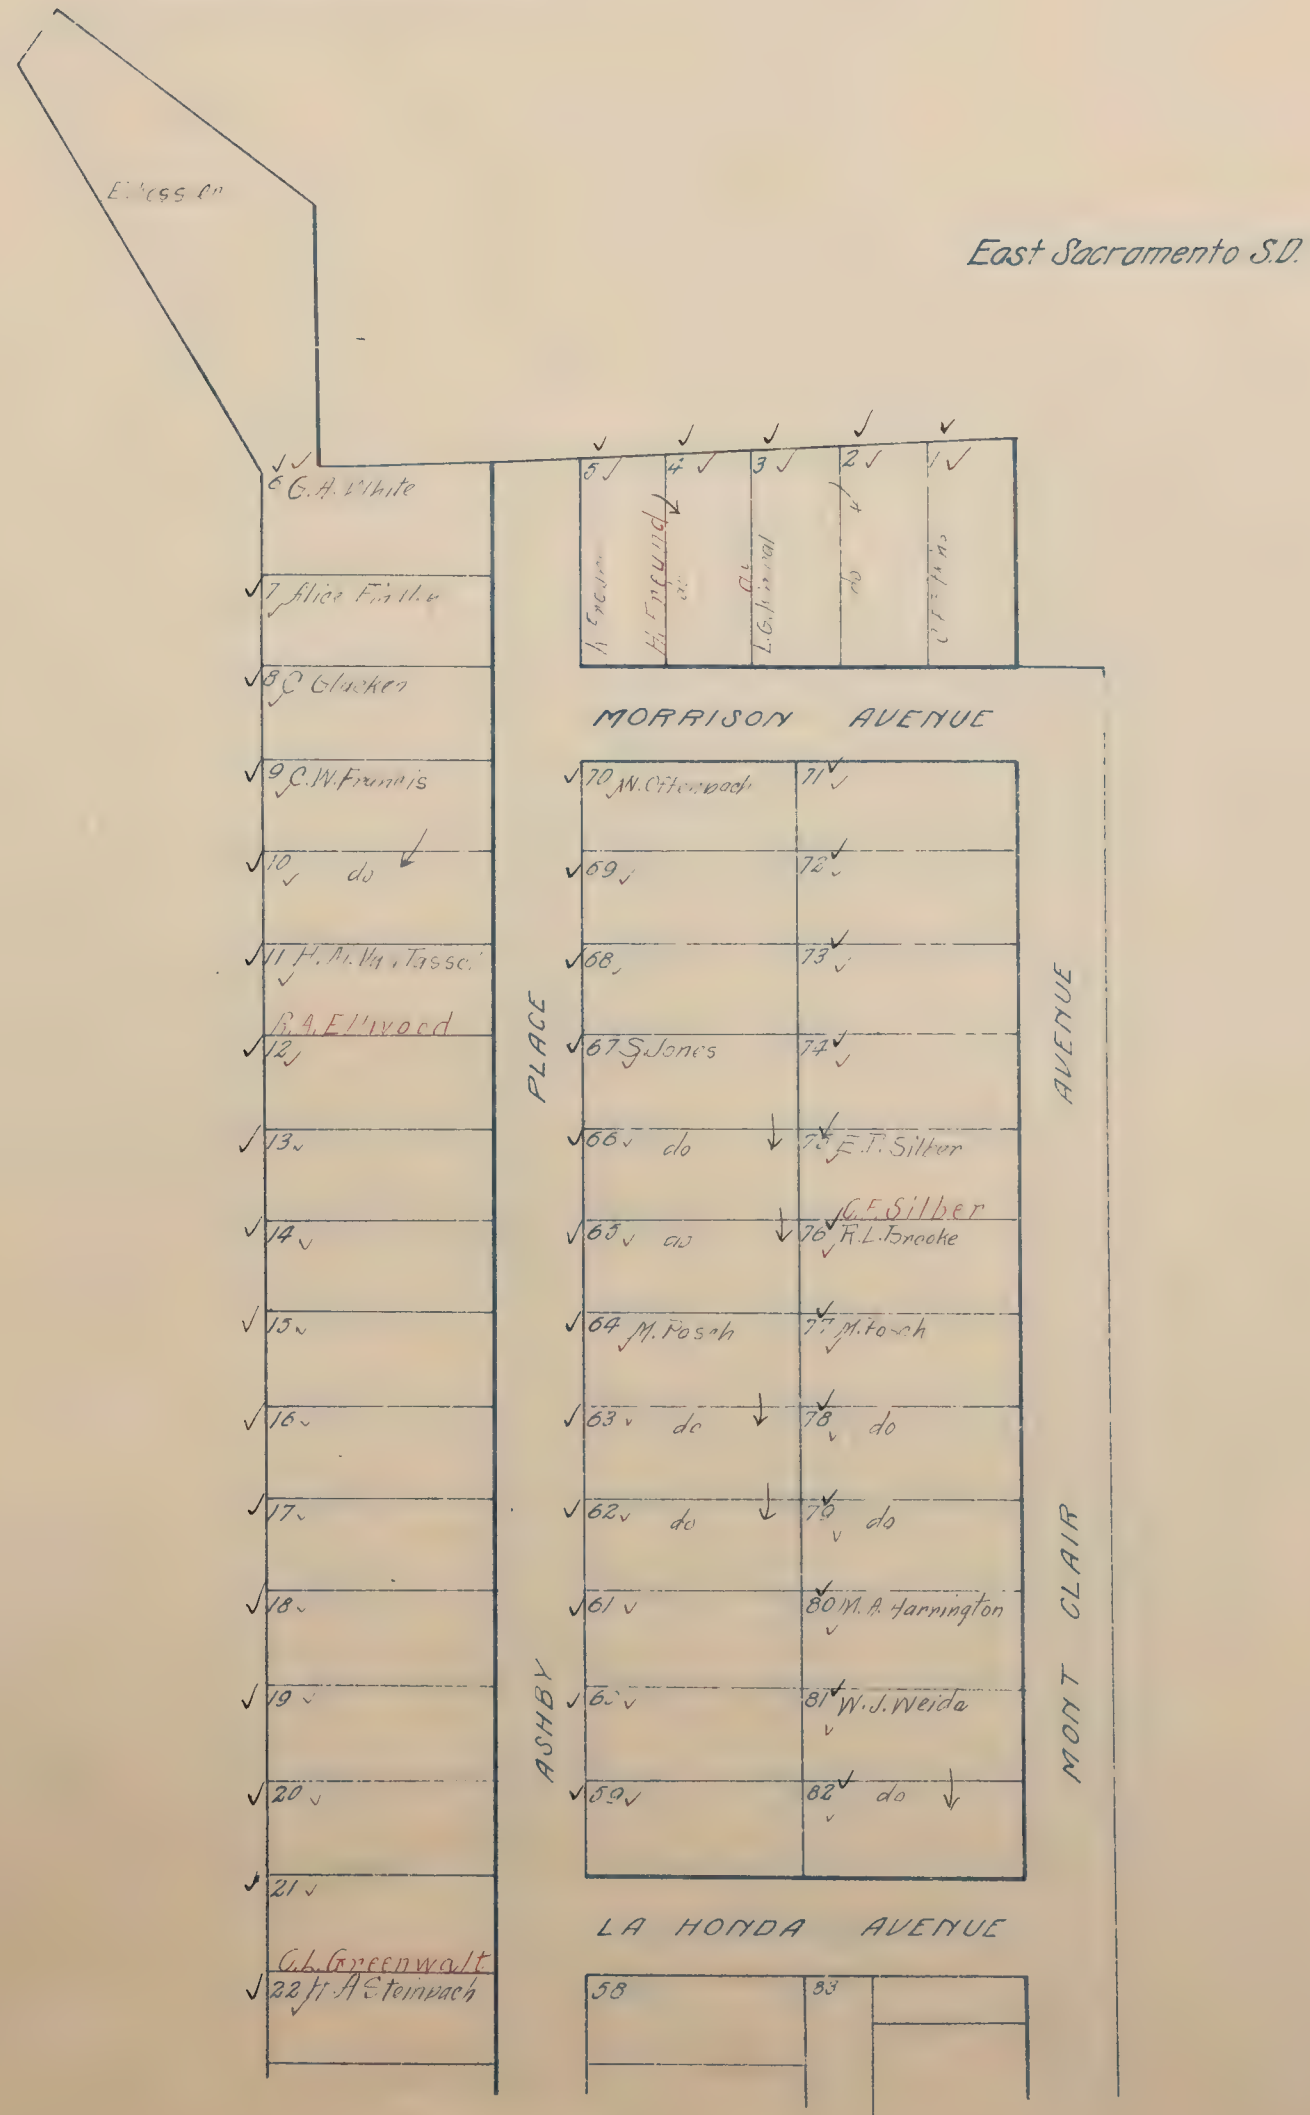 East Sacramento S.D.
6 G.A. White
7 Alice
8 C
9 C.W. Francis
10 do
11 H.M.
R.A. Ellwood
12
13
14
15
16
17
18
19
20
21
C.L. Greenwalt
22 H.A. Steinbach
5
4 H. Freund
do
3 L.G.
do
2 do
1
MORRISON AVENUE
70
69
68
67 S. Jones
66 do
65 do
64 M. Posch
63 do
62 do
61 
60
59
71
72
73
74
75 E.F. Silber
C.F. Silber
76 R.L. Brooke
77 M. Posch
78 do
79 do
80 M.A. Harrington
81 W.J. Weida
82 do
ASHBY PLACE
MONT CLAIR AVENUE
LA HONDA AVENUE
58
83